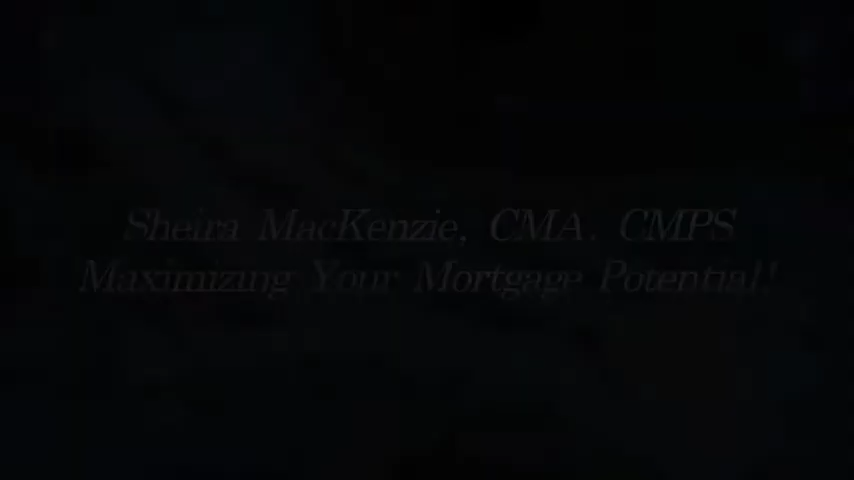 Sheira MacKenzie, CMA. CMPS
Maximizing Your Mortgage Potential!